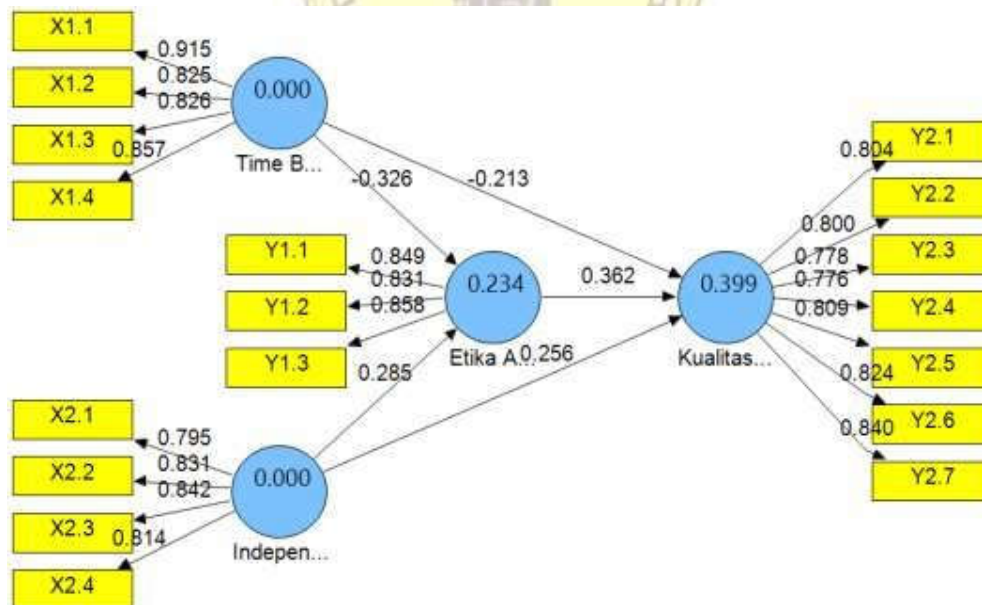 X1.1
0.915
X1.2
0.825
0.826
X1.3
0.857
X1.4
0.000
Time B...
-0.326
-0.213
Y1.1
0.849
0.831
Y1.2
0.858
Y1.3
0.234
Etika A...
0.362
0.285
0.256
X2.1
0.795
X2.2
0.831
0.842
X2.3
0.814
X2.4
0.000
Indepen...
0.399
Kualitas...
Y2.1
0.804
Y2.2
0.800
Y2.3
0.778
0.776
Y2.4
0.809
Y2.5
0.824
Y2.6
0.840
Y2.7